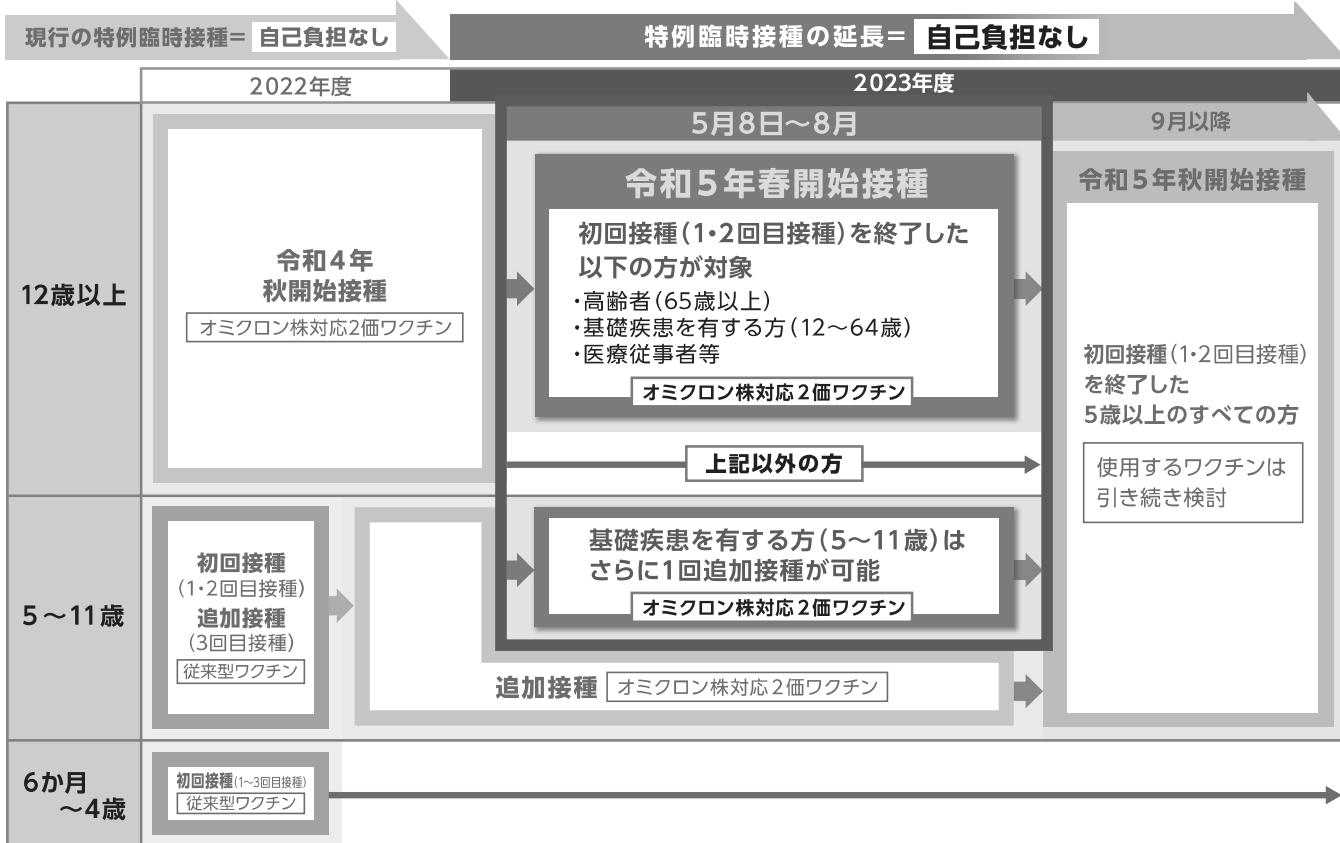 現行の特例臨時接種= 自己負担なし
特例臨時接種の延長= 自己負担なし
2022年度
2023年度
5月8日～8月
9月以降
12歳以上
令和4年
秋開始接種
オミクロン株対応2価ワクチン
令和5年春開始接種
初回接種(1・2回目接種)を終了した
以下の方が対象
・高齢者(65歳以上)
・基礎疾患を有する方(12～64歳)
・医療従事者等
オミクロン株対応2価ワクチン
上記以外の方
令和5年秋開始接種
初回接種(1・2回目接種)
を終了した
5歳以上のすべての方
使用するワクチンは
引き続き検討
5～11歳
初回接種
(1・2回目接種)
追加接種
(3回目接種)
従来型ワクチン
基礎疾患を有する方(5～11歳)は
さらに1回追加接種が可能
オミクロン株対応2価ワクチン
追加接種 オミクロン株対応2価ワクチン
6か月
～4歳
初回接種(1～3回目接種)
従来型ワクチン